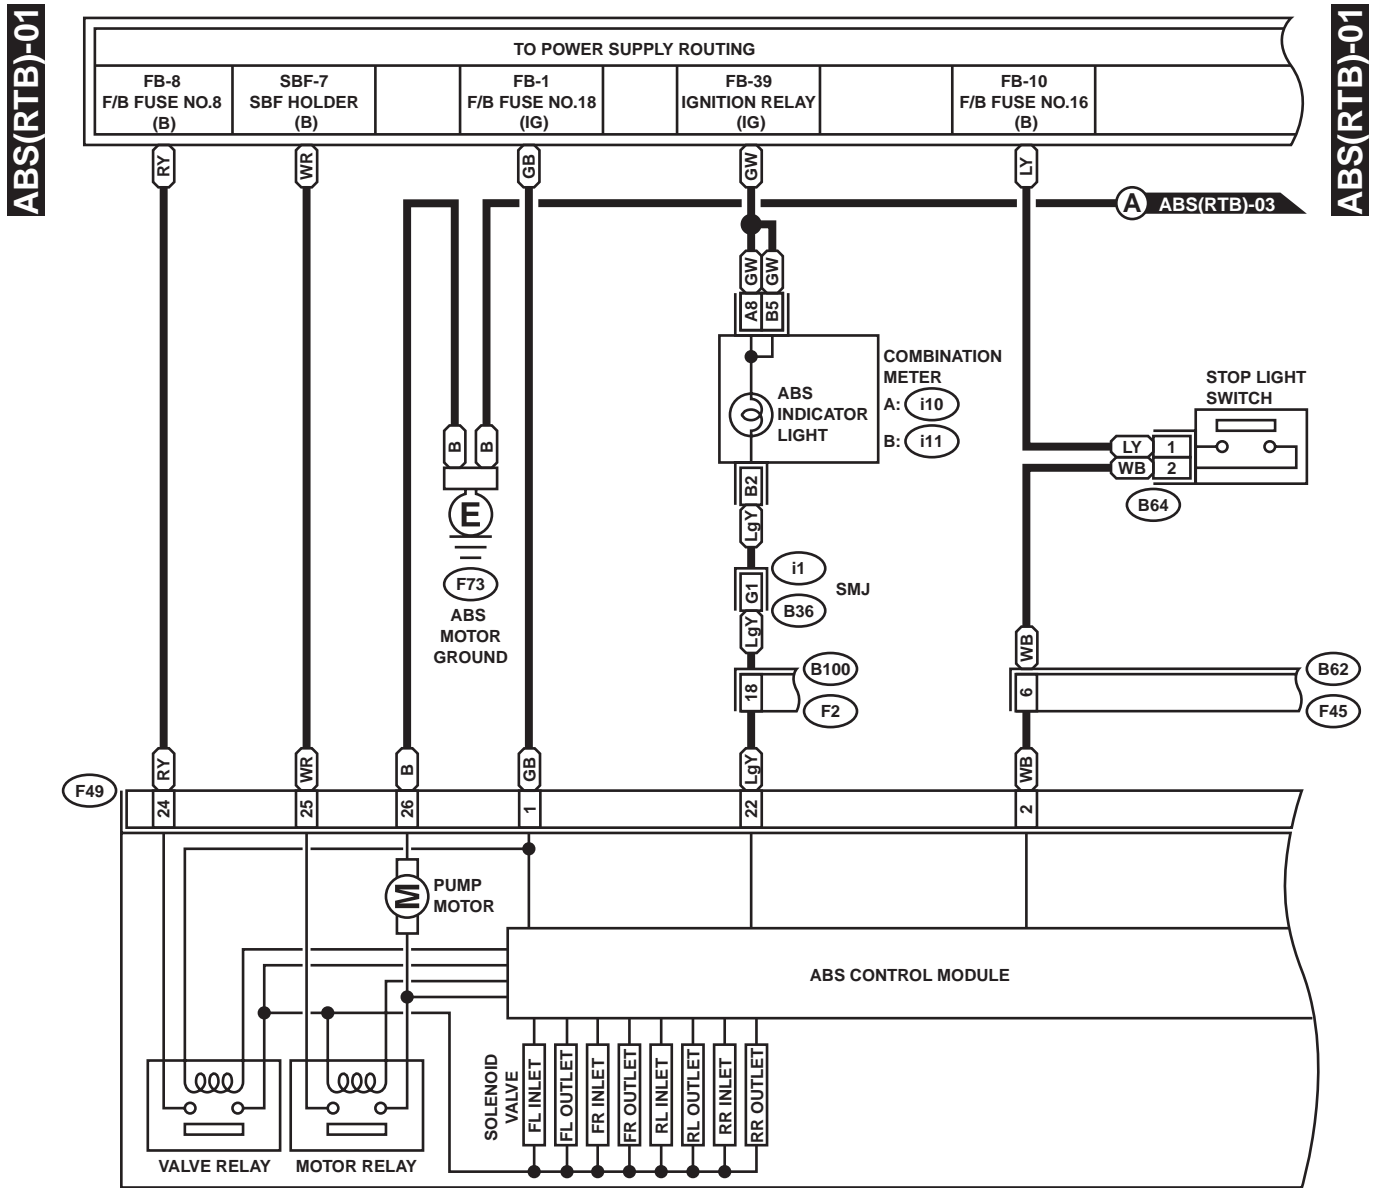 ABS(RTB)-01
ABS(RTB)-01
TO POWER SUPPLY ROUTING
FB-8
F/B FUSE NO.8
(B)
SBF-7
SBF HOLDER
(B)
FB-1
F/B FUSE NO.18
(IG)
FB-39
IGNITION RELAY
(IG)
FB-10
F/B FUSE NO.16
(B)
RY
WR
GB
GW
LY
A
ABS(RTB)-03
GW
GW
A8
B5
COMBINATION
METER
A: i10
B: i11
ABS
INDICATOR
LIGHT
STOP LIGHT
SWITCH
LY
1
WB
2
B64
B
B
E
F73
ABS
MOTOR
GROUND
B2
LgY
i1
G1
SMJ
B36
LgY
B100
18
F2
WB
B62
6
F45
RY
WR
B
GB
LgY
WB
F49
24
25
26
1
22
2
M
PUMP
MOTOR
ABS CONTROL MODULE
SOLENOID
VALVE
FL INLET
FL OUTLET
FR INLET
FR OUTLET
RL INLET
RL OUTLET
RR INLET
RR OUTLET
VALVE RELAY
MOTOR RELAY